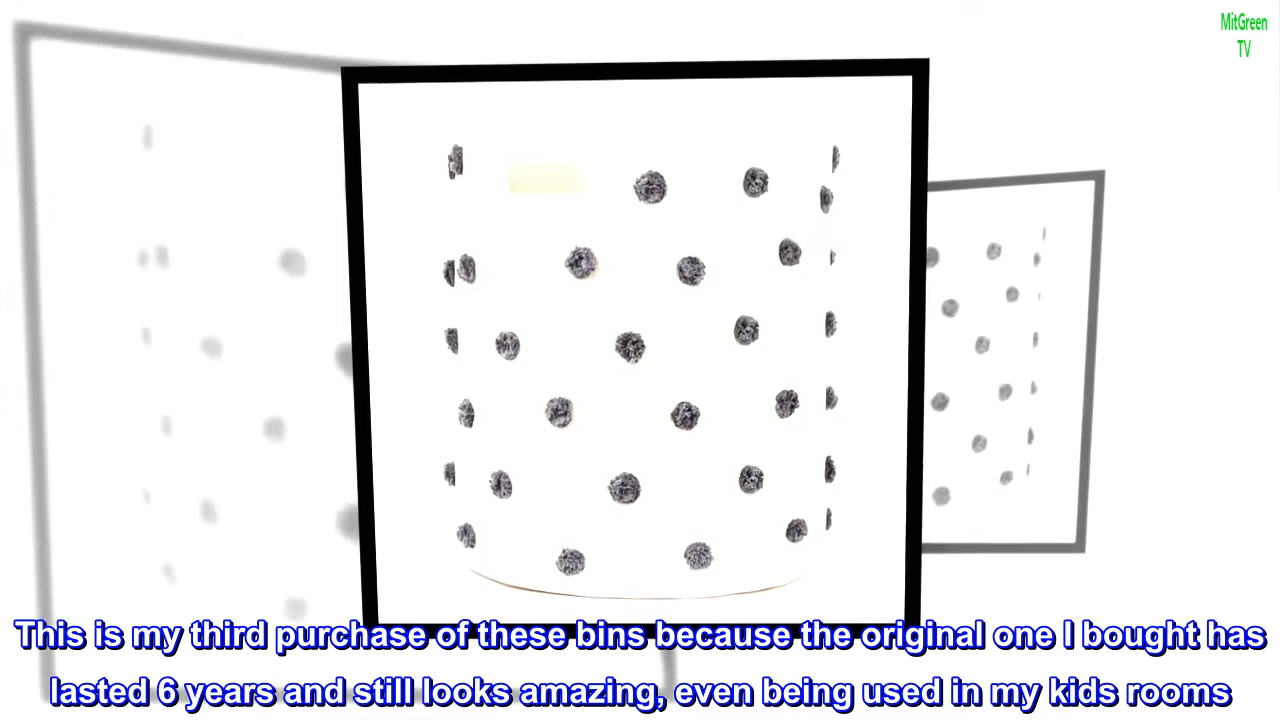 MitGreen
TV
This is my third purchase of these bins because the original one I bought has
lasted 6 years and still looks amazing, even being used in my kids rooms